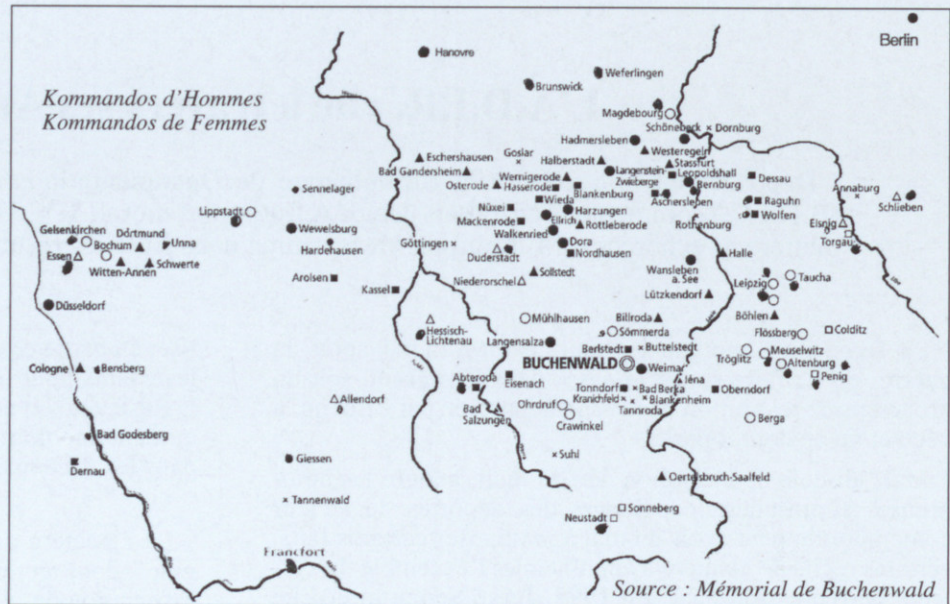 Berlin
Hanovre
Weferlingen
Brunswick
Kommandos d'Hommes
Kommandos de Femmes
Magdebourg
Schönebeck
Dornburg
Hadmersleben
Westeregeln
Goslar
Eschershausen
Halberstadt
Stassfurt
Bad Gandersheim
Wernigerode
Langenstein
Zwieberge
Leopoldshall
Dessau
Osterode
Hasserode
Blankenburg
Bernburg
Annaburg
Sennelager
Wieda
Aschersleben
Raguhn
Schlieben
Lippstadt
Nüxei
Harzungen
Wolfen
Gelsenkirchen
Wewelsburg
Mackenrode
Ellrich
Rottleberode
Rottenburg
Eisnig
Dortmund
Unna
Walkenried
Torgau
Bochum
Hardehausen
Göttingen
Dora
Halle
Essen
Schwerte
Duderstadt
Nordhausen
Witten-Annen
Arolsen
Sollstedt
Wansleben
a. See
Leipzig
Taucha
Kassel
Niederorschel
Lützkendorf
Düsseldorf
Mühlhausen
Billroda
Böhlen
Hessisch-
Lichtenau
Sömmerda
Flössberg
Colditz
Langensalza
Berlstedt
Buttelstedt
Meuselwitz
Tröglitz
BUCHENWALD
Weimar
Altenburg
Cologne
Bensberg
Abteroda
Eisenach
Iéna
Penig
Tonndorf
Bad Berka
Oberndorf
Allendorf
Ohrdruf
Kranichfeld
Blankenheim
Bad
Salzungen
Crawinkel
Tannroda
Berga
Bad Godesberg
Suhl
Dernau
Giessen
Oertelsbruch-Saalfeld
Tannenwald
Sonneberg
Neustadt
Francfort
Source : Mémorial de Buchenwald